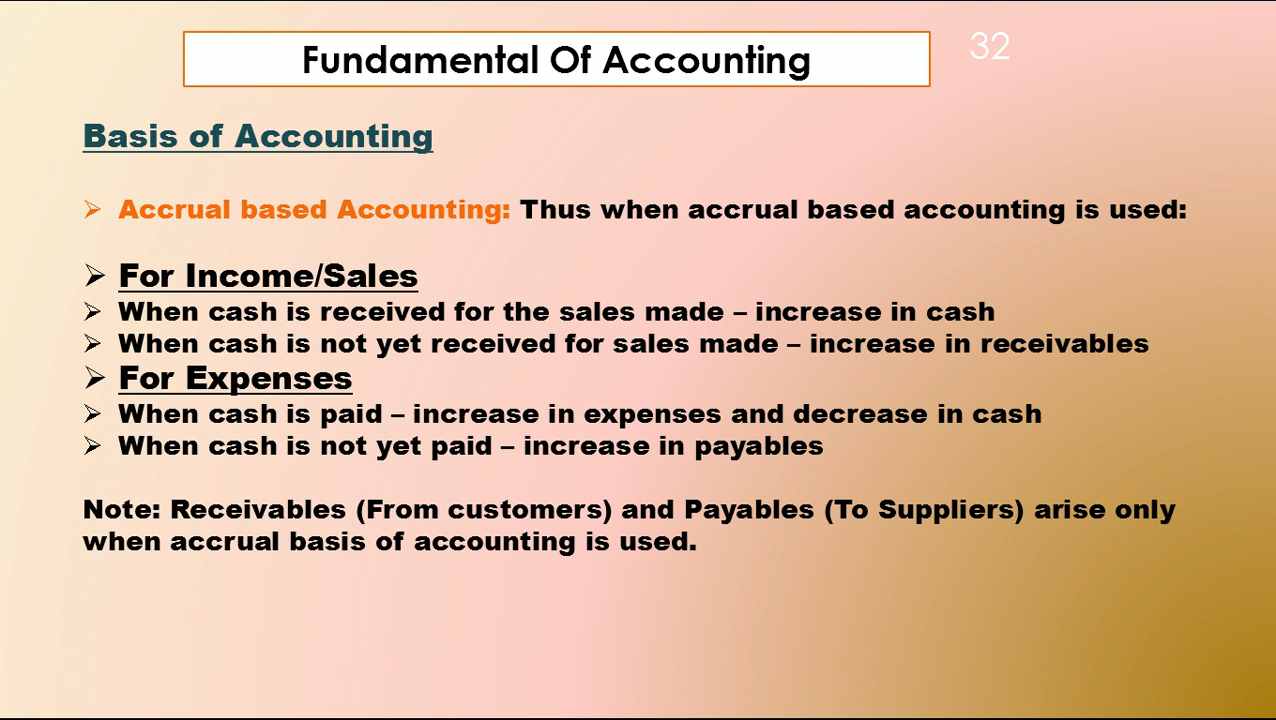 Fundamental Of Accounting
32
Basis of Accounting
➢ Accrual based Accounting: Thus when accrual based accounting is used:
➢ For Income/Sales
➢ When cash is received for the sales made – increase in cash
➢ When cash is not yet received for sales made – increase in receivables
➢ For Expenses
➢ When cash is paid – increase in expenses and decrease in cash
➢ When cash is not yet paid – increase in payables
Note: Receivables (From customers) and Payables (To Suppliers) arise only
when accrual basis of accounting is used.